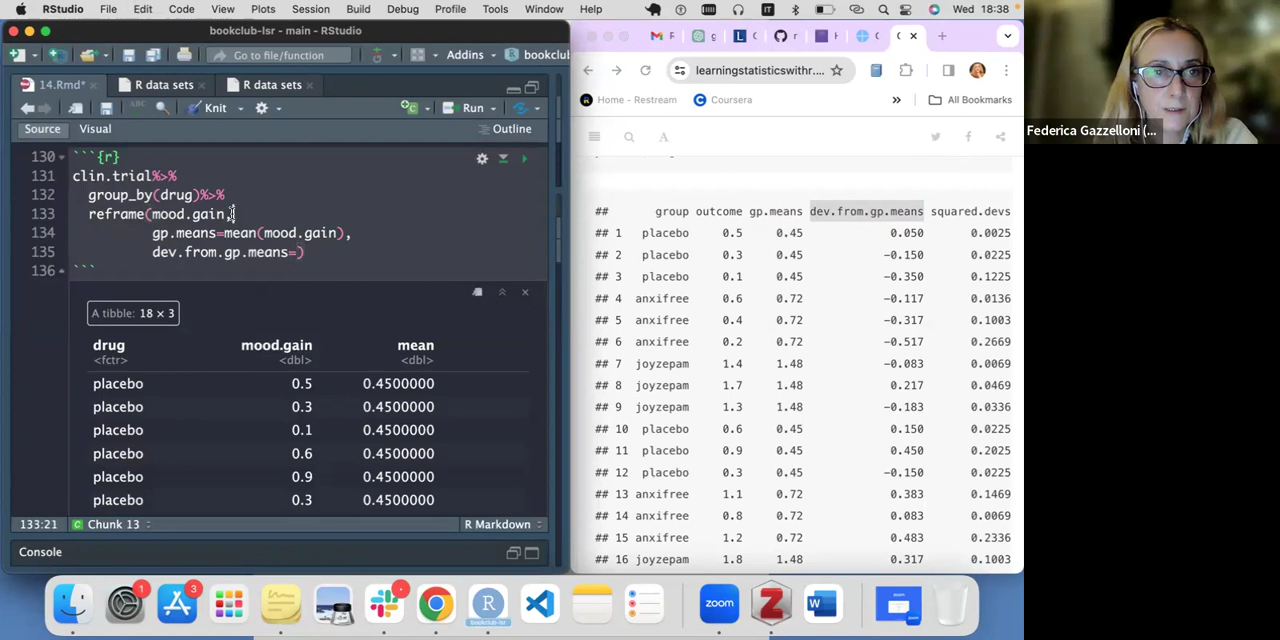 RStudio File Edit Code View Plots Session Build Debug Profile Tools Window Help Wed 18:38
bookclub-lsr - main - RStudio
Go to file/function Addins bookclu
14.Rmd* R data sets R data sets
Knit Run
Source Visual Outline
130 ```{r}
131 clin.trial%>%
132 group_by(drug)%>%
133 reframe(mood.gain,
134 gp.means=mean(mood.gain),
135 dev.from.gp.means=)
136 ```
A tibble: 18 × 3
drug mood.gain mean
<fctr> <dbl> <dbl>
placebo 0.5 0.4500000
placebo 0.3 0.4500000
placebo 0.1 0.4500000
placebo 0.6 0.4500000
placebo 0.9 0.4500000
placebo 0.3 0.4500000
133:21 Chunk 13 R Markdown
Console
learningstatisticswithr....
Home - Restream Coursera » All Bookmarks
## group outcome gp.means dev.from.gp.means squared.devs
## 1 placebo 0.5 0.45 0.050 0.0025
## 2 placebo 0.3 0.45 -0.150 0.0225
## 3 placebo 0.1 0.45 -0.350 0.1225
## 4 anxifree 0.6 0.72 -0.117 0.0136
## 5 anxifree 0.4 0.72 -0.317 0.1003
## 6 anxifree 0.2 0.72 -0.517 0.2669
## 7 joyzepam 1.4 1.48 -0.083 0.0069
## 8 joyzepam 1.7 1.48 0.217 0.0469
## 9 joyzepam 1.3 1.48 -0.183 0.0336
## 10 placebo 0.6 0.45 0.150 0.0225
## 11 placebo 0.9 0.45 0.450 0.2025
## 12 placebo 0.3 0.45 -0.150 0.0225
## 13 anxifree 1.1 0.72 0.383 0.1469
## 14 anxifree 0.8 0.72 0.083 0.0069
## 15 anxifree 1.2 0.72 0.483 0.2336
## 16 joyzepam 1.8 1.48 0.317 0.1003
Federica Gazzelloni (...
1
3
R
bookclub-lsr
zoom
Z
W